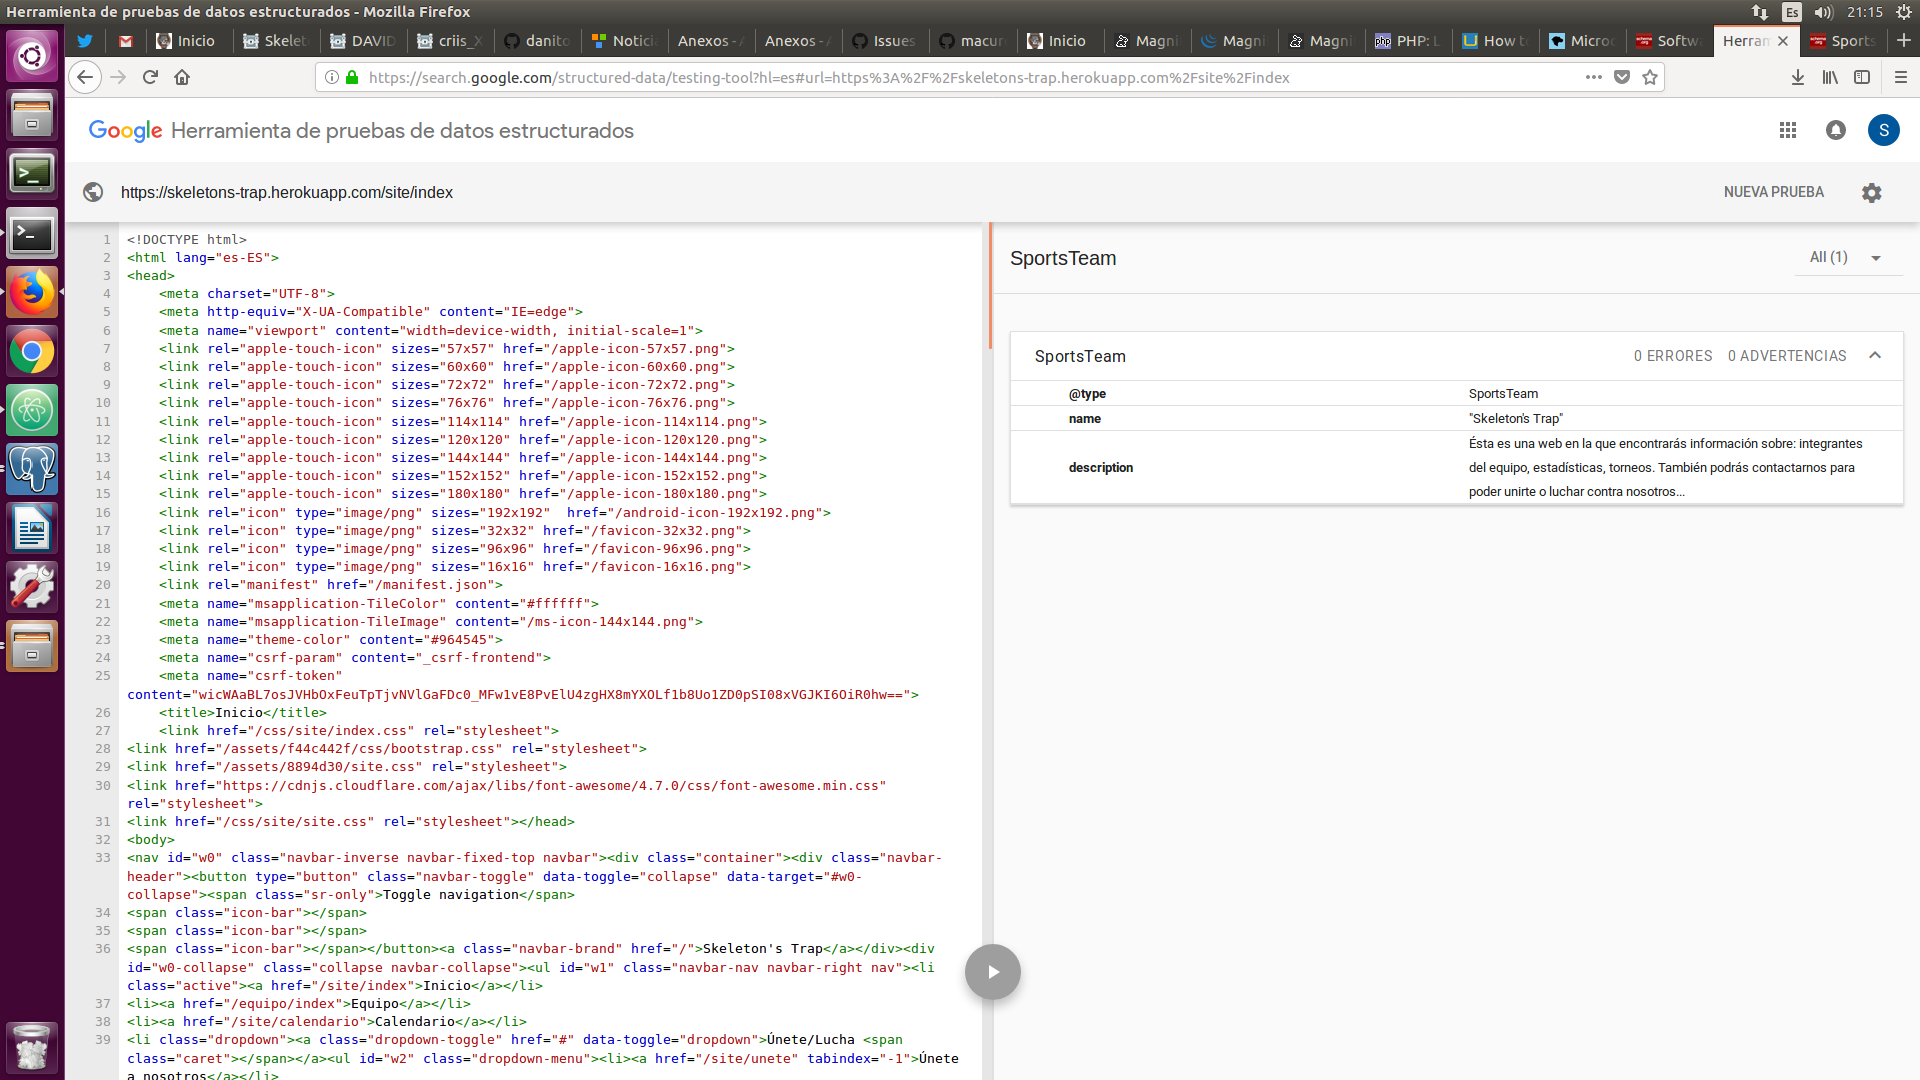 Herramienta de pruebas de datos estructurados - Mozilla Firefox
Es
21:15
Inicio
Skelet
DAVID
criis_X
danito
Notici
Anexos - A
Anexos - A
Issues
macur
Inicio
Magn
Magn
Magn
PHP: L
How t
Micro
Softw
Herram
Sports
https://search.google.com/structured-data/testing-tool?hl=es#url=https%3A%2F%2Fskeletons-trap.herokuapp.com%2Fsite%2Findex
Google Herramienta de pruebas de datos estructurados
S
https://skeletons-trap.herokuapp.com/site/index
NUEVA PRUEBA
1 <!DOCTYPE html>
2 <html lang="es-ES">
3 <head>
4 <meta charset="UTF-8">
5 <meta http-equiv="X-UA-Compatible" content="IE=edge">
6 <meta name="viewport" content="width=device-width, initial-scale=1">
7 <link rel="apple-touch-icon" sizes="57x57" href="/apple-icon-57x57.png">
8 <link rel="apple-touch-icon" sizes="60x60" href="/apple-icon-60x60.png">
9 <link rel="apple-touch-icon" sizes="72x72" href="/apple-icon-72x72.png">
10 <link rel="apple-touch-icon" sizes="76x76" href="/apple-icon-76x76.png">
11 <link rel="apple-touch-icon" sizes="114x114" href="/apple-icon-114x114.png">
12 <link rel="apple-touch-icon" sizes="120x120" href="/apple-icon-120x120.png">
13 <link rel="apple-touch-icon" sizes="144x144" href="/apple-icon-144x144.png">
14 <link rel="apple-touch-icon" sizes="152x152" href="/apple-icon-152x152.png">
15 <link rel="apple-touch-icon" sizes="180x180" href="/apple-icon-180x180.png">
16 <link rel="icon" type="image/png" sizes="192x192"  href="/android-icon-192x192.png">
17 <link rel="icon" type="image/png" sizes="32x32" href="/favicon-32x32.png">
18 <link rel="icon" type="image/png" sizes="96x96" href="/favicon-96x96.png">
19 <link rel="icon" type="image/png" sizes="16x16" href="/favicon-16x16.png">
20 <link rel="manifest" href="/manifest.json">
21 <meta name="msapplication-TileColor" content="#ffffff">
22 <meta name="msapplication-TileImage" content="/ms-icon-144x144.png">
23 <meta name="theme-color" content="#964545">
24 <meta name="csrf-param" content="_csrf-frontend">
25 <meta name="csrf-token"
content="wicWAaBL7osJVHbOxFeuTpTjvNVlGaFDc0_MFw1vE8PvElU4zgHX8mYXOLf1b8Uo1ZD0pSI08xVGJKI6OiR0hw==">
26 <title>Inicio</title>
27 <link href="/css/site/index.css" rel="stylesheet">
28 <link href="/assets/f44c442f/css/bootstrap.css" rel="stylesheet">
29 <link href="/assets/8894d30/site.css" rel="stylesheet">
30 <link href="https://cdnjs.cloudflare.com/ajax/libs/font-awesome/4.7.0/css/font-awesome.min.css"
rel="stylesheet">
31 <link href="/css/site/site.css" rel="stylesheet"></head>
32 <body>
33 <nav id="w0" class="navbar-inverse navbar-fixed-top navbar"><div class="container"><div class="navbar-
header"><button type="button" class="navbar-toggle" data-toggle="collapse" data-target="#w0-
collapse"><span class="sr-only">Toggle navigation</span>
34 <span class="icon-bar"></span>
35 <span class="icon-bar"></span>
36 <span class="icon-bar"></span></button><a class="navbar-brand" href="/">Skeleton's Trap</a></div><div
id="w0-collapse" class="collapse navbar-collapse"><ul id="w1" class="navbar-nav navbar-right nav"><li
class="active"><a href="/site/index">Inicio</a></li>
37 <li><a href="/equipo/index">Equipo</a></li>
38 <li><a href="/site/calendario">Calendario</a></li>
39 <li class="dropdown"><a class="dropdown-toggle" href="#" data-toggle="dropdown">Únete/Lucha <span
class="caret"></span></a><ul id="w2" class="dropdown-menu"><li><a href="/site/unete" tabindex="-1">Únete
a nosotros</a></li>
SportsTeam
All (1)
SportsTeam
0 ERRORES 0 ADVERTENCIAS
@type SportsTeam
name "Skeleton's Trap"
description
Ésta es una web en la que encontrarás información sobre: integrantes
del equipo, estadísticas, torneos. También podrás contactarnos para
poder unirte o luchar contra nosotros...